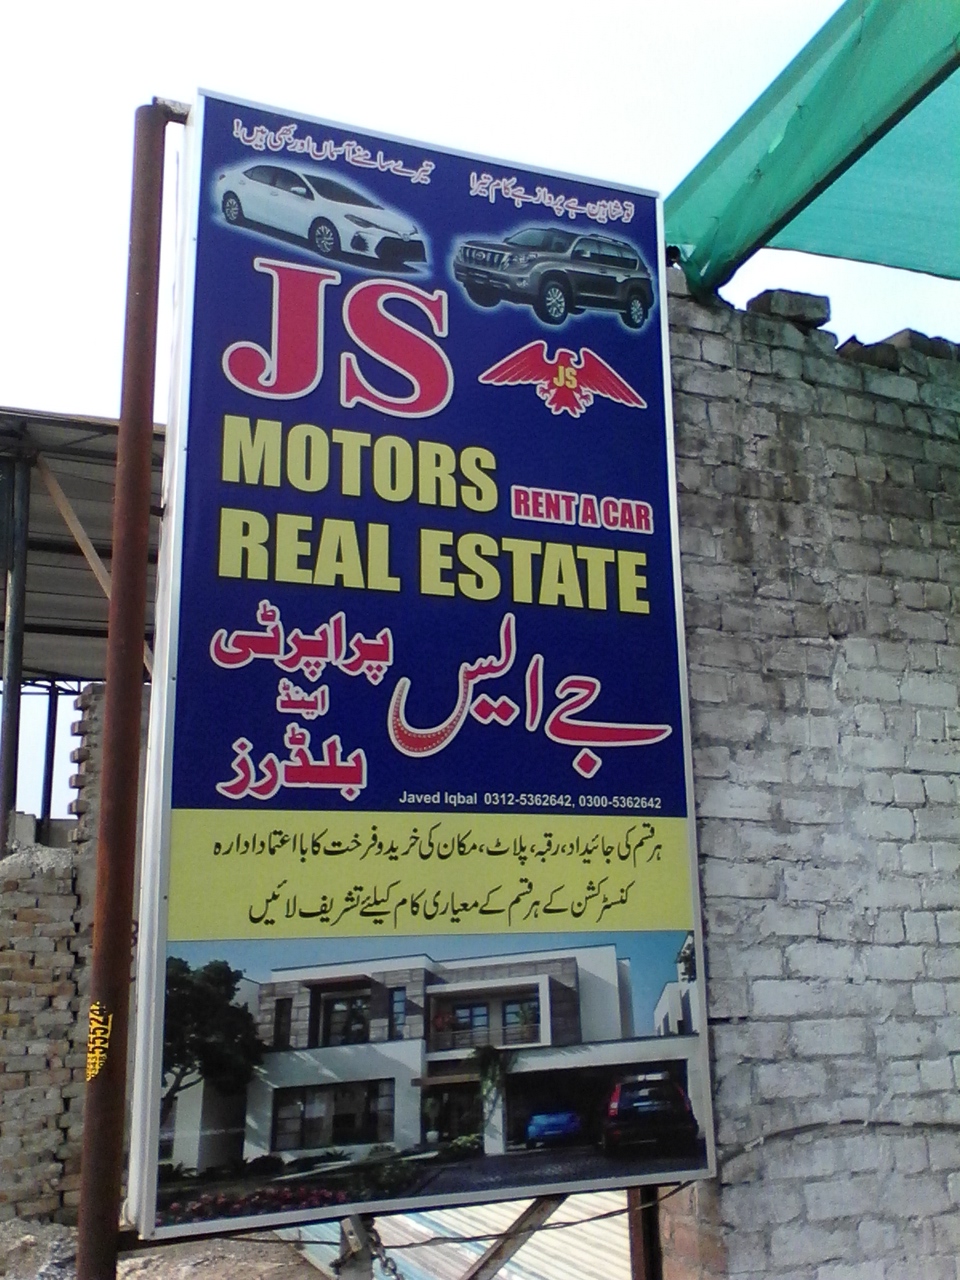 تو شاہین ہے پرواز ہے کام تیرا
تیرے سامنے آسماں اور بھی ہیں!
JS
JS
MOTORS
RENT A CAR
REAL ESTATE
جے ایس
پراپرٹی
اینڈ
بلڈرز
Javed Iqbal 0312-5362642, 0300-5362642
ہر قسم کی جائیداد، رقبہ، پلاٹ، مکان کی خرید و فرخت کا با اعتماد ادارہ
کنسٹرکشن کے ہر قسم کے معیاری کام کیلئے تشریف لائیں